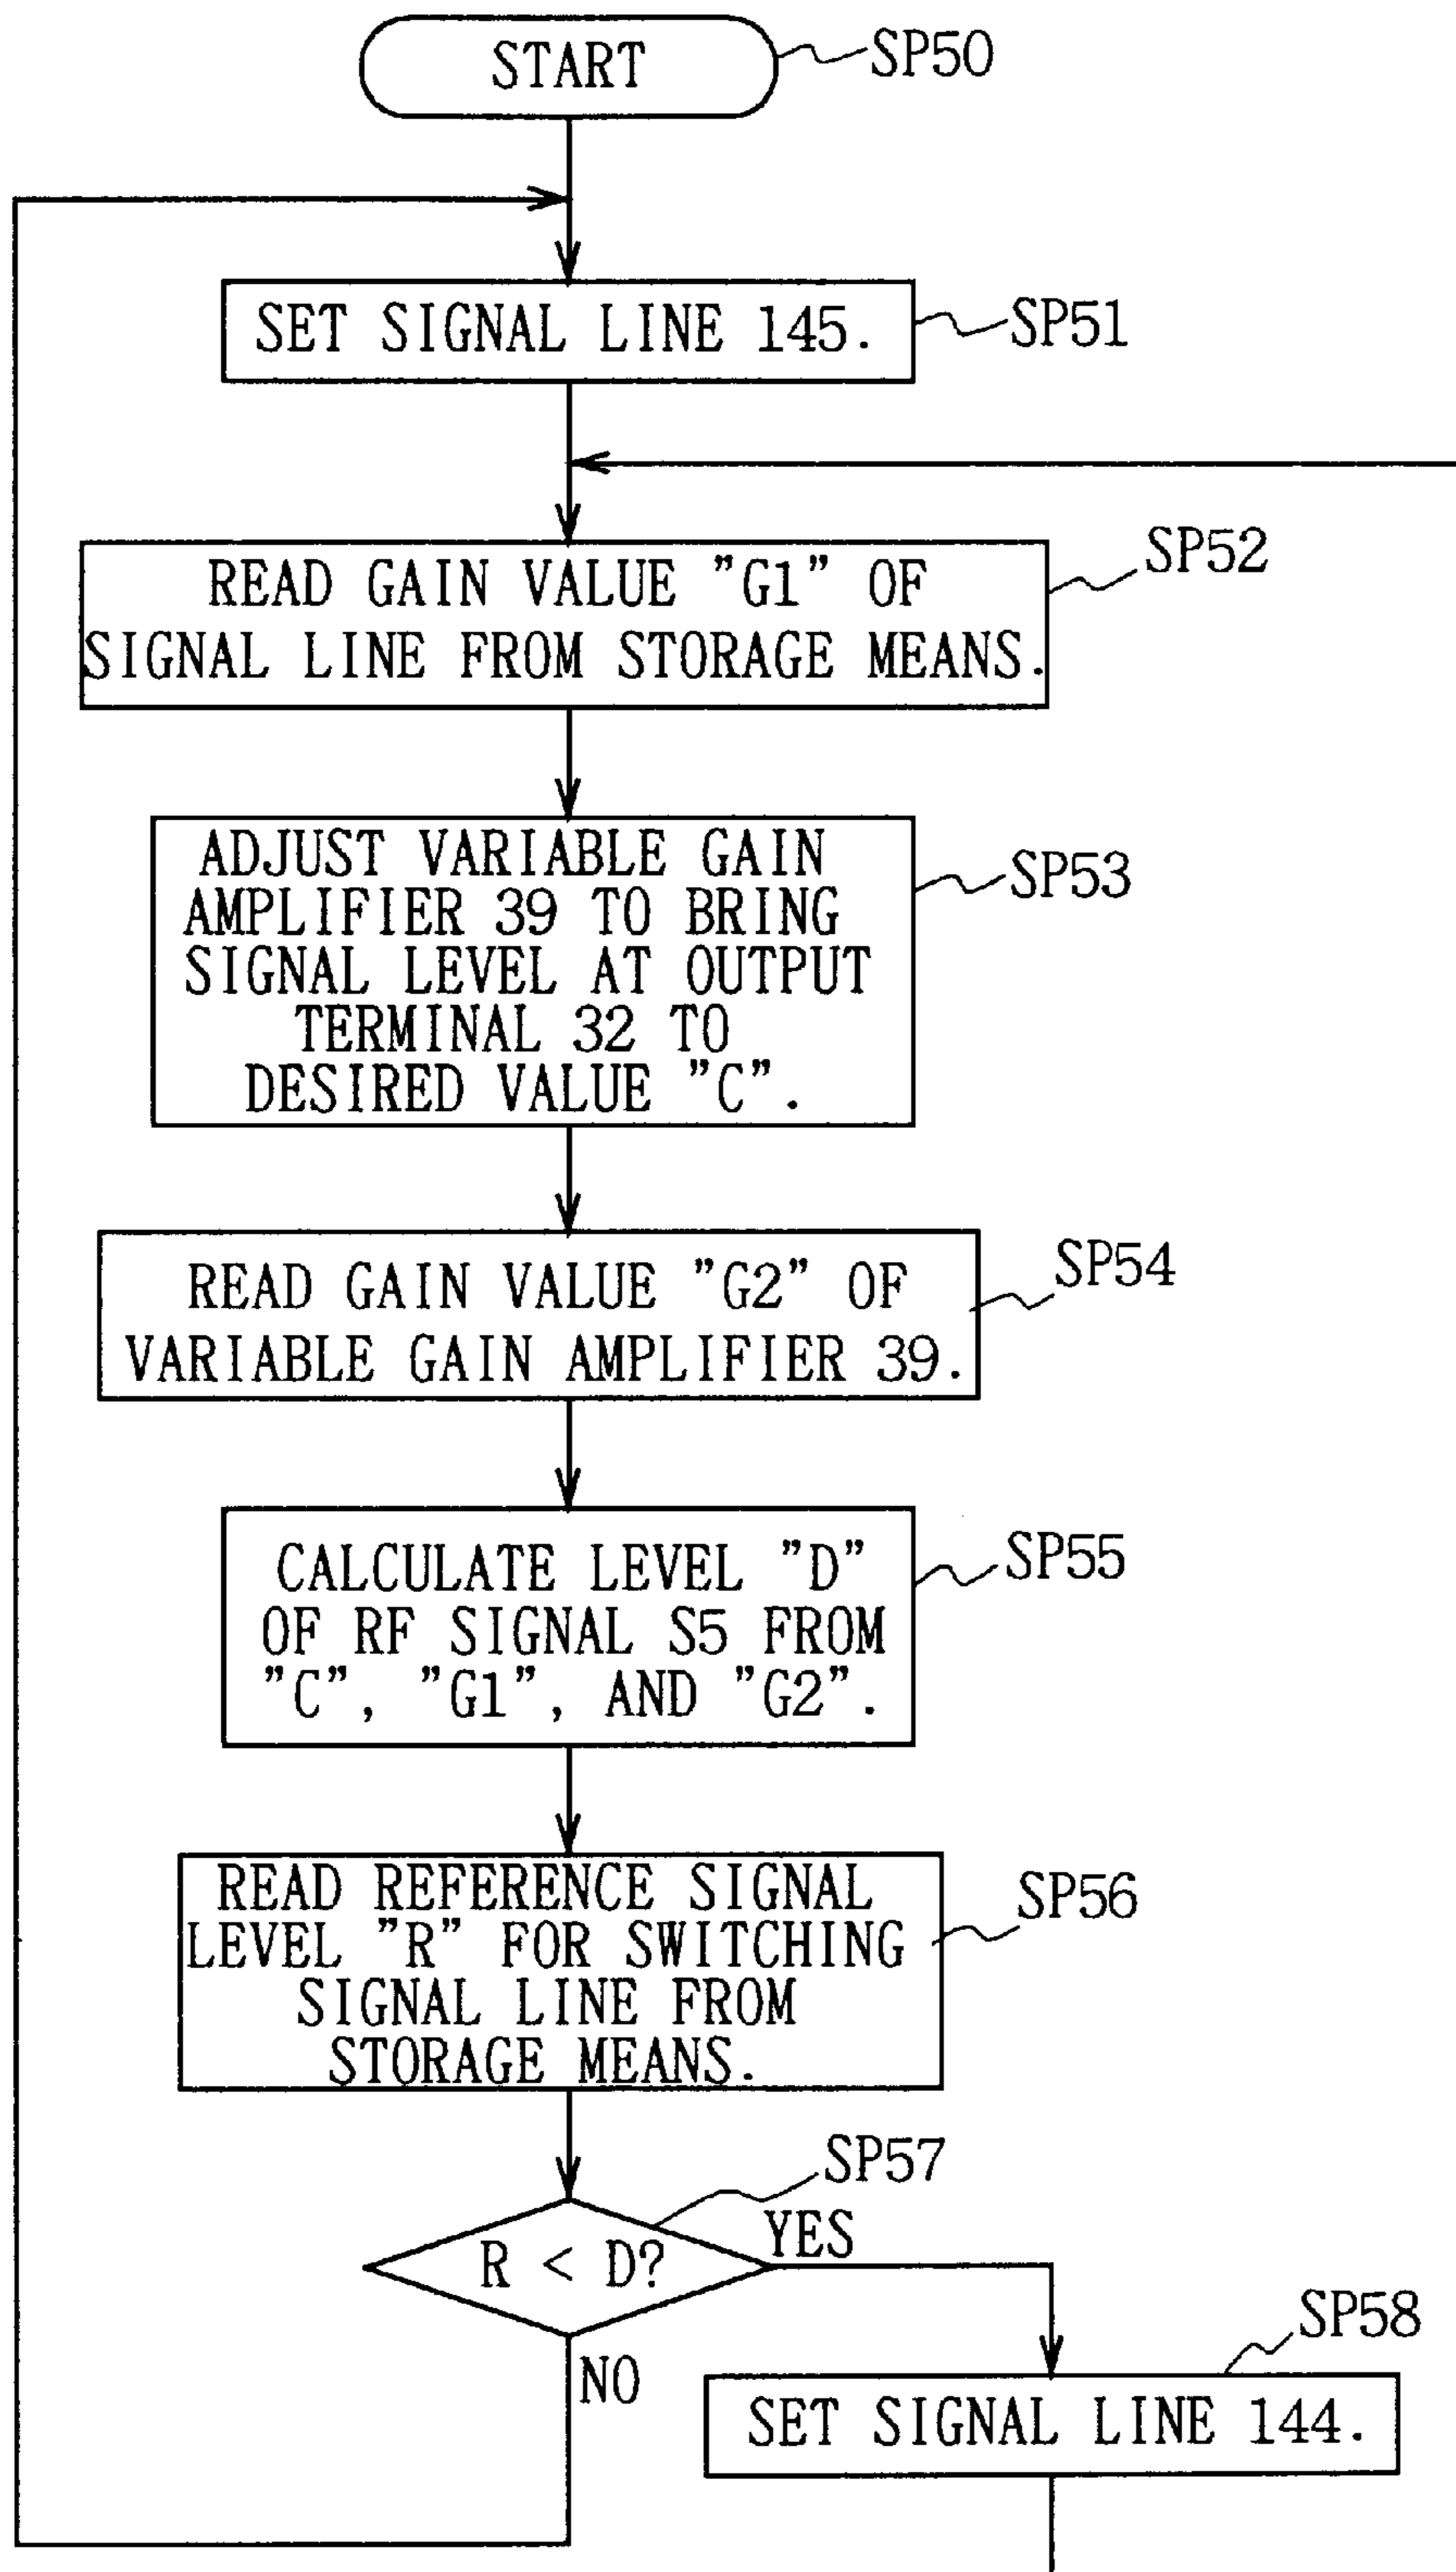 START
SP50
SET SIGNAL LINE 145.
SP51
READ GAIN VALUE "G1" OF
SIGNAL LINE FROM STORAGE MEANS.
SP52
ADJUST VARIABLE GAIN
AMPLIFIER 39 TO BRING
SIGNAL LEVEL AT OUTPUT
TERMINAL 32 TO
DESIRED VALUE "C".
SP53
READ GAIN VALUE "G2" OF
VARIABLE GAIN AMPLIFIER 39.
SP54
CALCULATE LEVEL "D"
OF RF SIGNAL S5 FROM
"C", "G1", AND "G2".
SP55
READ REFERENCE SIGNAL
LEVEL "R" FOR SWITCHING
SIGNAL LINE FROM
STORAGE MEANS.
SP56
SP57
R < D?
YES
NO
SP58
SET SIGNAL LINE 144.